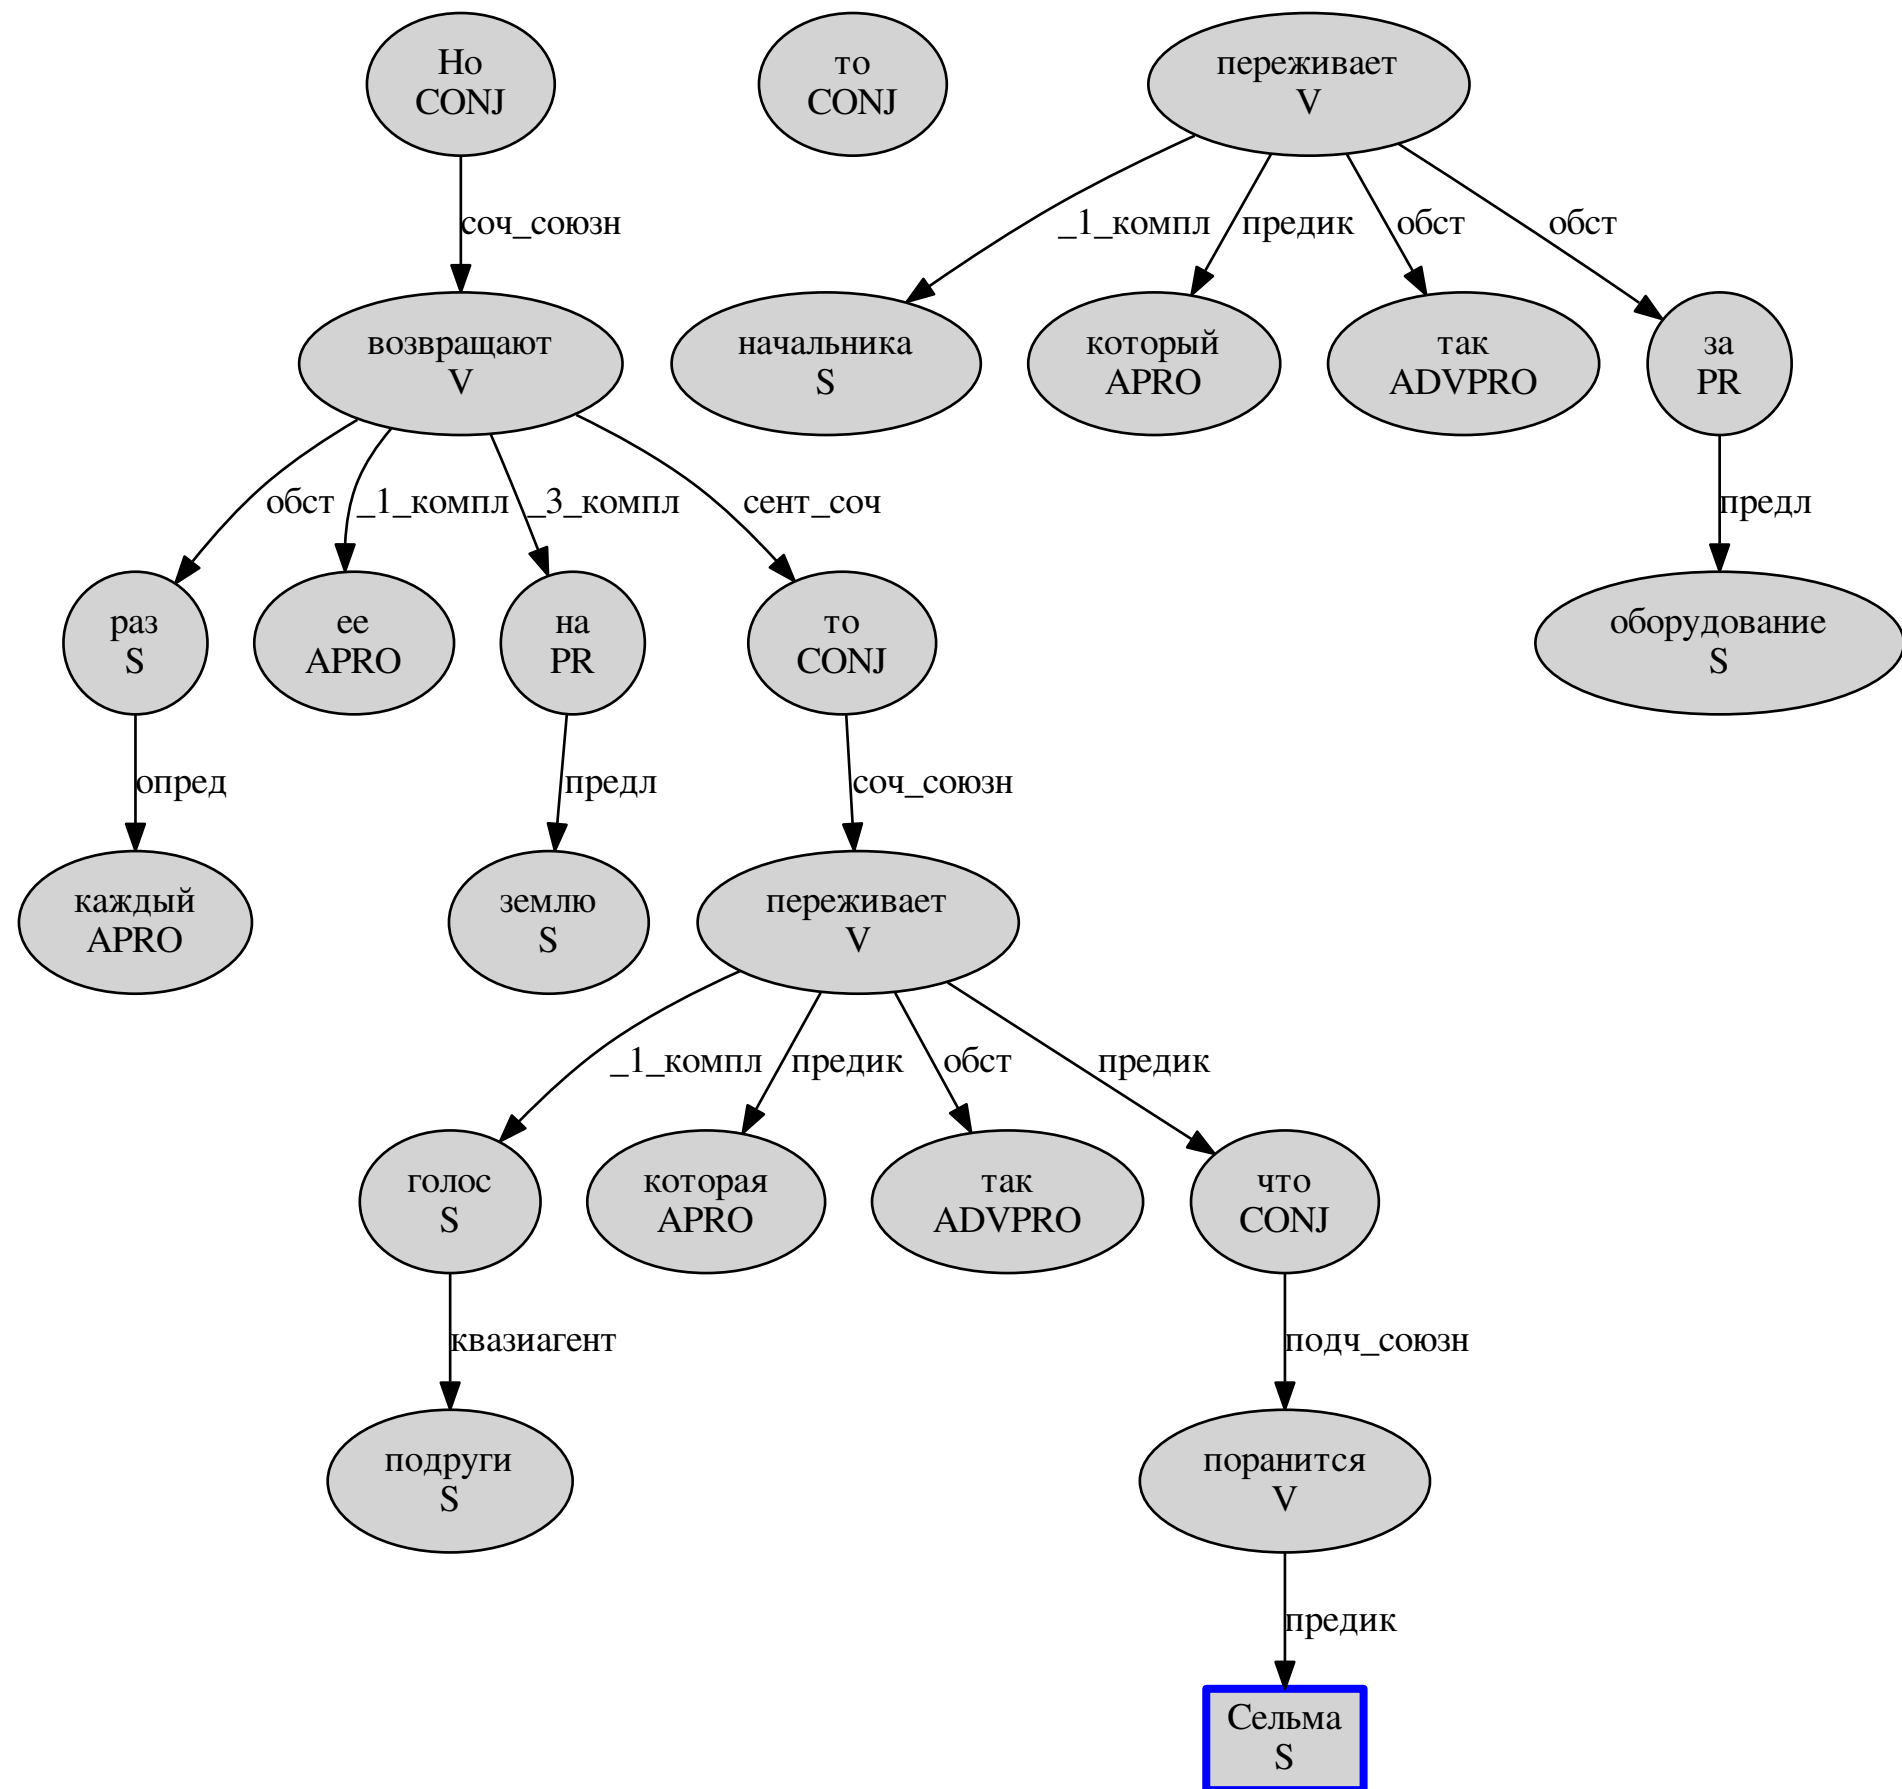 Но
CONJ
то
CONJ
переживает
V
соч_союзн
_1_компл
предик
обст
обст
возвращают
V
начальника
S
который
APRO
так
ADVPRO
за
PR
обст
_1_компл
_3_компл
сент_соч
предл
раз
S
ее
APRO
на
PR
то
CONJ
оборудование
S
опред
предл
соч_союзн
каждый
APRO
землю
S
переживает
V
_1_компл
предик
обст
предик
голос
S
которая
APRO
так
ADVPRO
что
CONJ
квазиагент
подч_союзн
подруги
S
поранится
V
предик
Сельма
S